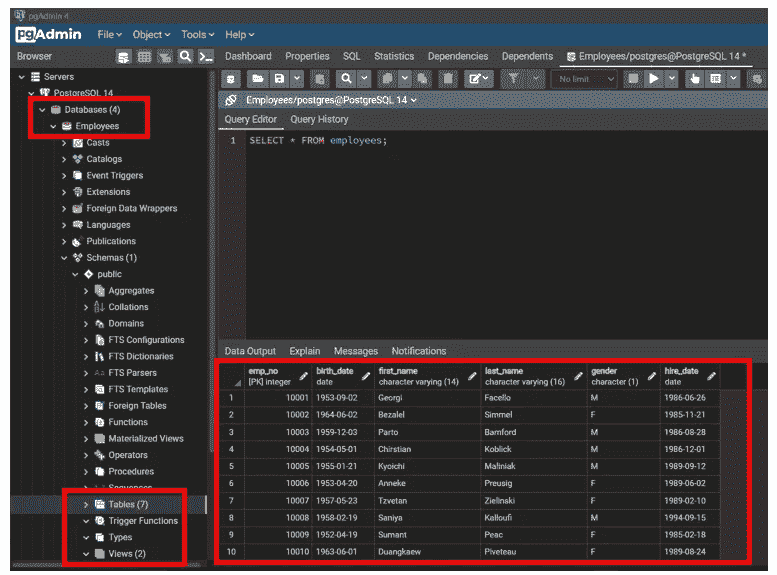 pgAdmin 4
pgAdmin File Object Tools Help
Browser Dashboard Properties SQL Statistics Dependencies Dependents Employees/postgres@PostgreSQL 14 *
Servers
PostgreSQL 14
No limit
Databases (4)
Employees/postgres@PostgreSQL 14
Employees
Query Editor Query History
Casts
1 SELECT * FROM employees;
Catalogs
Event Triggers
Extensions
Foreign Data Wrappers
Languages
Publications
Schemas (1)
public
Aggregates
Collations
Domains
FTS Configurations
FTS Dictionaries
FTS Parsers
FTS Templates
Foreign Tables
Functions
Materialized Views
Operators
Procedures
Sequences
Tables (7)
Trigger Functions
Types
Views (2)
Data Output Explain Messages Notifications
emp_no birth_date first_name last_name gender hire_date
[PK] integer date character varying (14) character varying (16) character (1) date
1 10001 1953-09-02 Georgi Facello M 1986-06-26
2 10002 1964-06-02 Bezalel Simmel F 1985-11-21
3 10003 1959-12-03 Parto Bamford M 1986-08-28
4 10004 1954-05-01 Chirstian Koblick M 1986-12-01
5 10005 1955-01-21 Kyoichi Maliniak M 1989-09-12
6 10006 1953-04-20 Anneke Preusig F 1989-06-02
7 10007 1957-05-23 Tzvetan Zielinski F 1989-02-10
8 10008 1958-02-19 Saniya Kalloufi M 1994-09-15
9 10009 1952-04-19 Sumant Peac F 1985-02-18
10 10010 1963-06-01 Duangkaew Piveteau F 1989-08-24